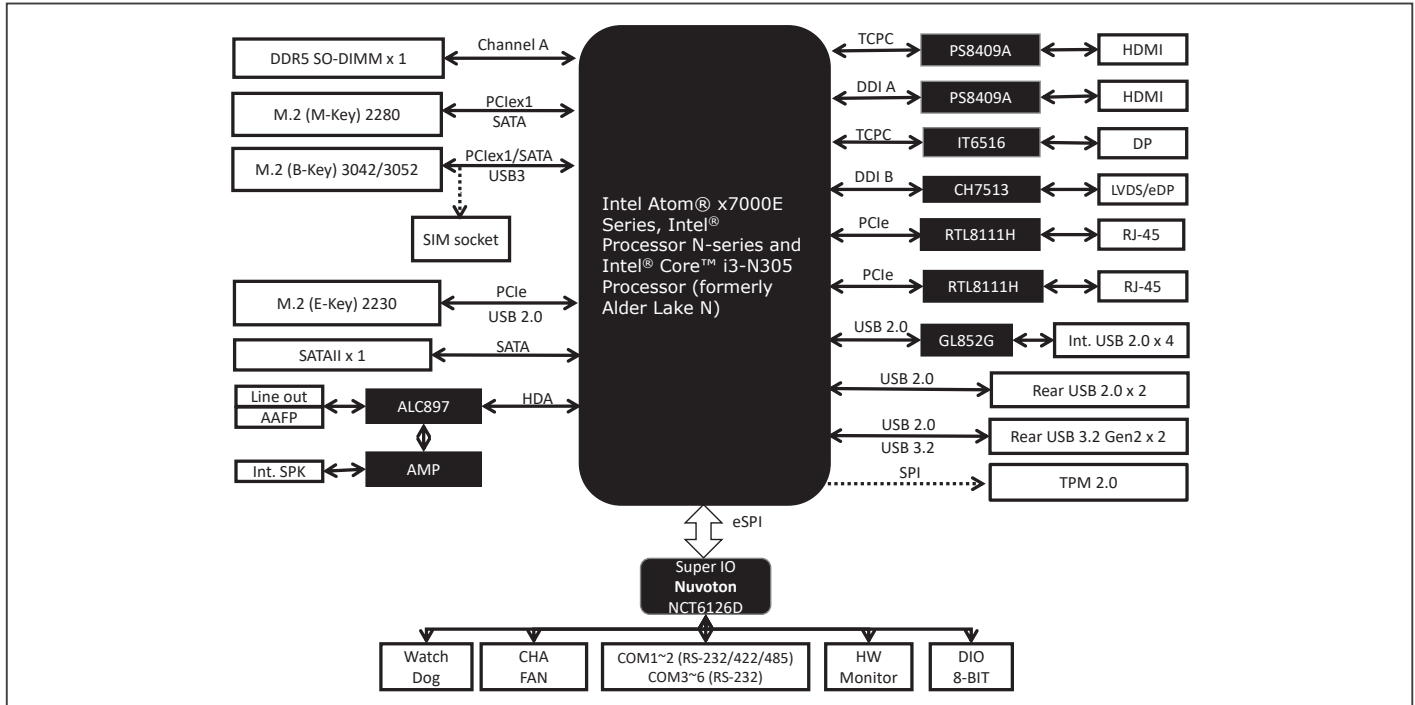 DDR5 SO-DIMM x 1
Channel A
M.2 (M-Key) 2280
PCIex1
SATA
M.2 (B-Key) 3042/3052
PCIex1/SATA
USB3
SIM socket
M.2 (E-Key) 2230
PCIe
USB 2.0
SATAII x 1
SATA
Line out
AAFP
ALC897
HDA
Int. SPK
AMP
Intel Atom® x7000E
Series, Intel®
Processor N-series and
Intel® Core™ i3-N305
Processor (formerly
Alder Lake N)
TCPC
PS8409A
HDMI
DDI A
PS8409A
HDMI
TCPC
IT6516
DP
DDI B
CH7513
LVDS/eDP
PCIe
RTL8111H
RJ-45
PCIe
RTL8111H
RJ-45
USB 2.0
GL852G
Int. USB 2.0 x 4
USB 2.0
Rear USB 2.0 x 2
USB 2.0
USB 3.2
Rear USB 3.2 Gen2 x 2
SPI
TPM 2.0
eSPI
Super IO
Nuvoton
NCT6126D
Watch
Dog
CHA
FAN
COM1~2 (RS-232/422/485)
COM3~6 (RS-232)
HW
Monitor
DIO
8-BIT